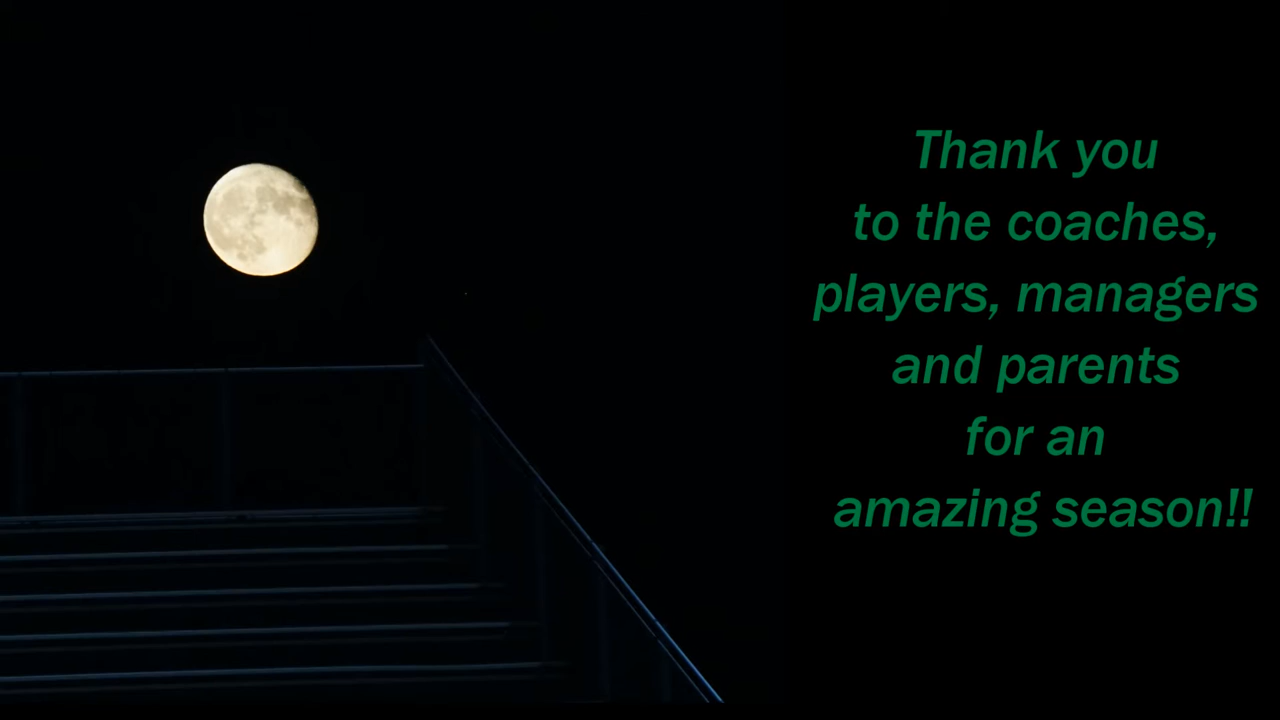 Thank you
to the coaches,
players, managers
and parents
for an
amazing season!!